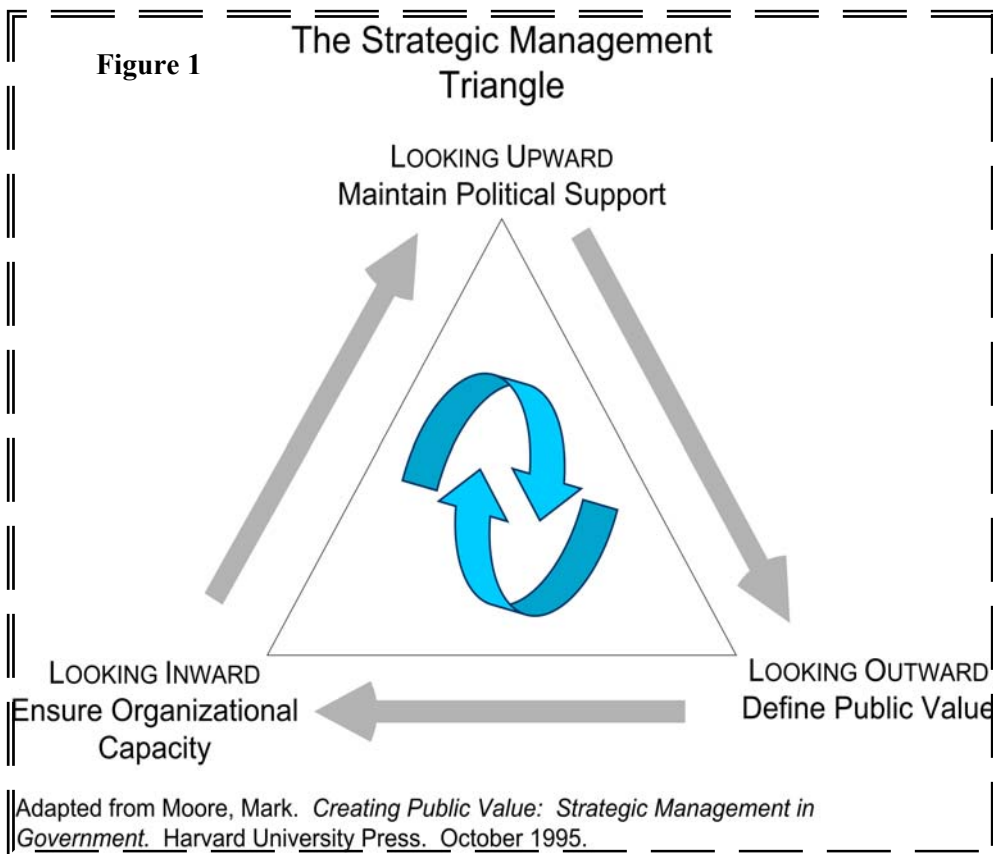 Figure 1
The Strategic Management
Triangle
LOOKING UPWARD
Maintain Political Support
LOOKING INWARD
Ensure Organizational
Capacity
LOOKING OUTWARD
Define Public Value
Adapted from Moore, Mark. Creating Public Value: Strategic Management in
Government. Harvard University Press. October 1995.